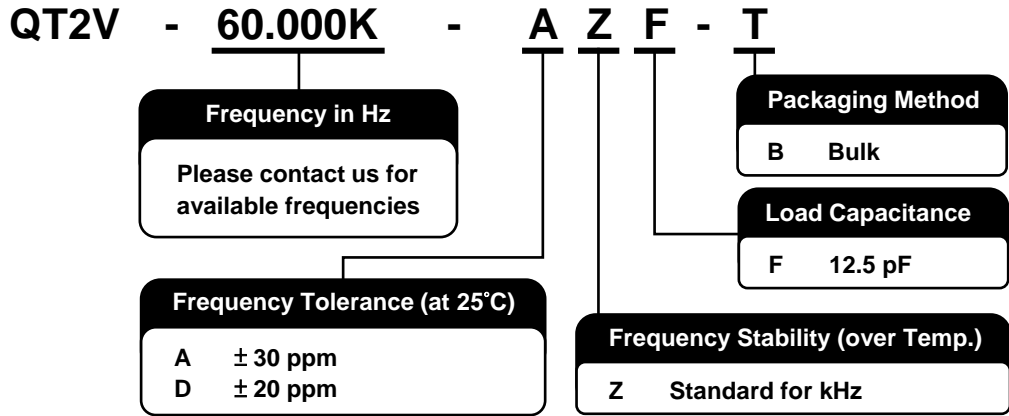 QT2V - 60.000K - A Z F - T
Frequency in Hz
Please contact us for
available frequencies
Packaging Method
B Bulk
Load Capacitance
F 12.5 pF
Frequency Tolerance (at 25°C)
A ± 30 ppm
D ± 20 ppm
Frequency Stability (over Temp.)
Z Standard for kHz